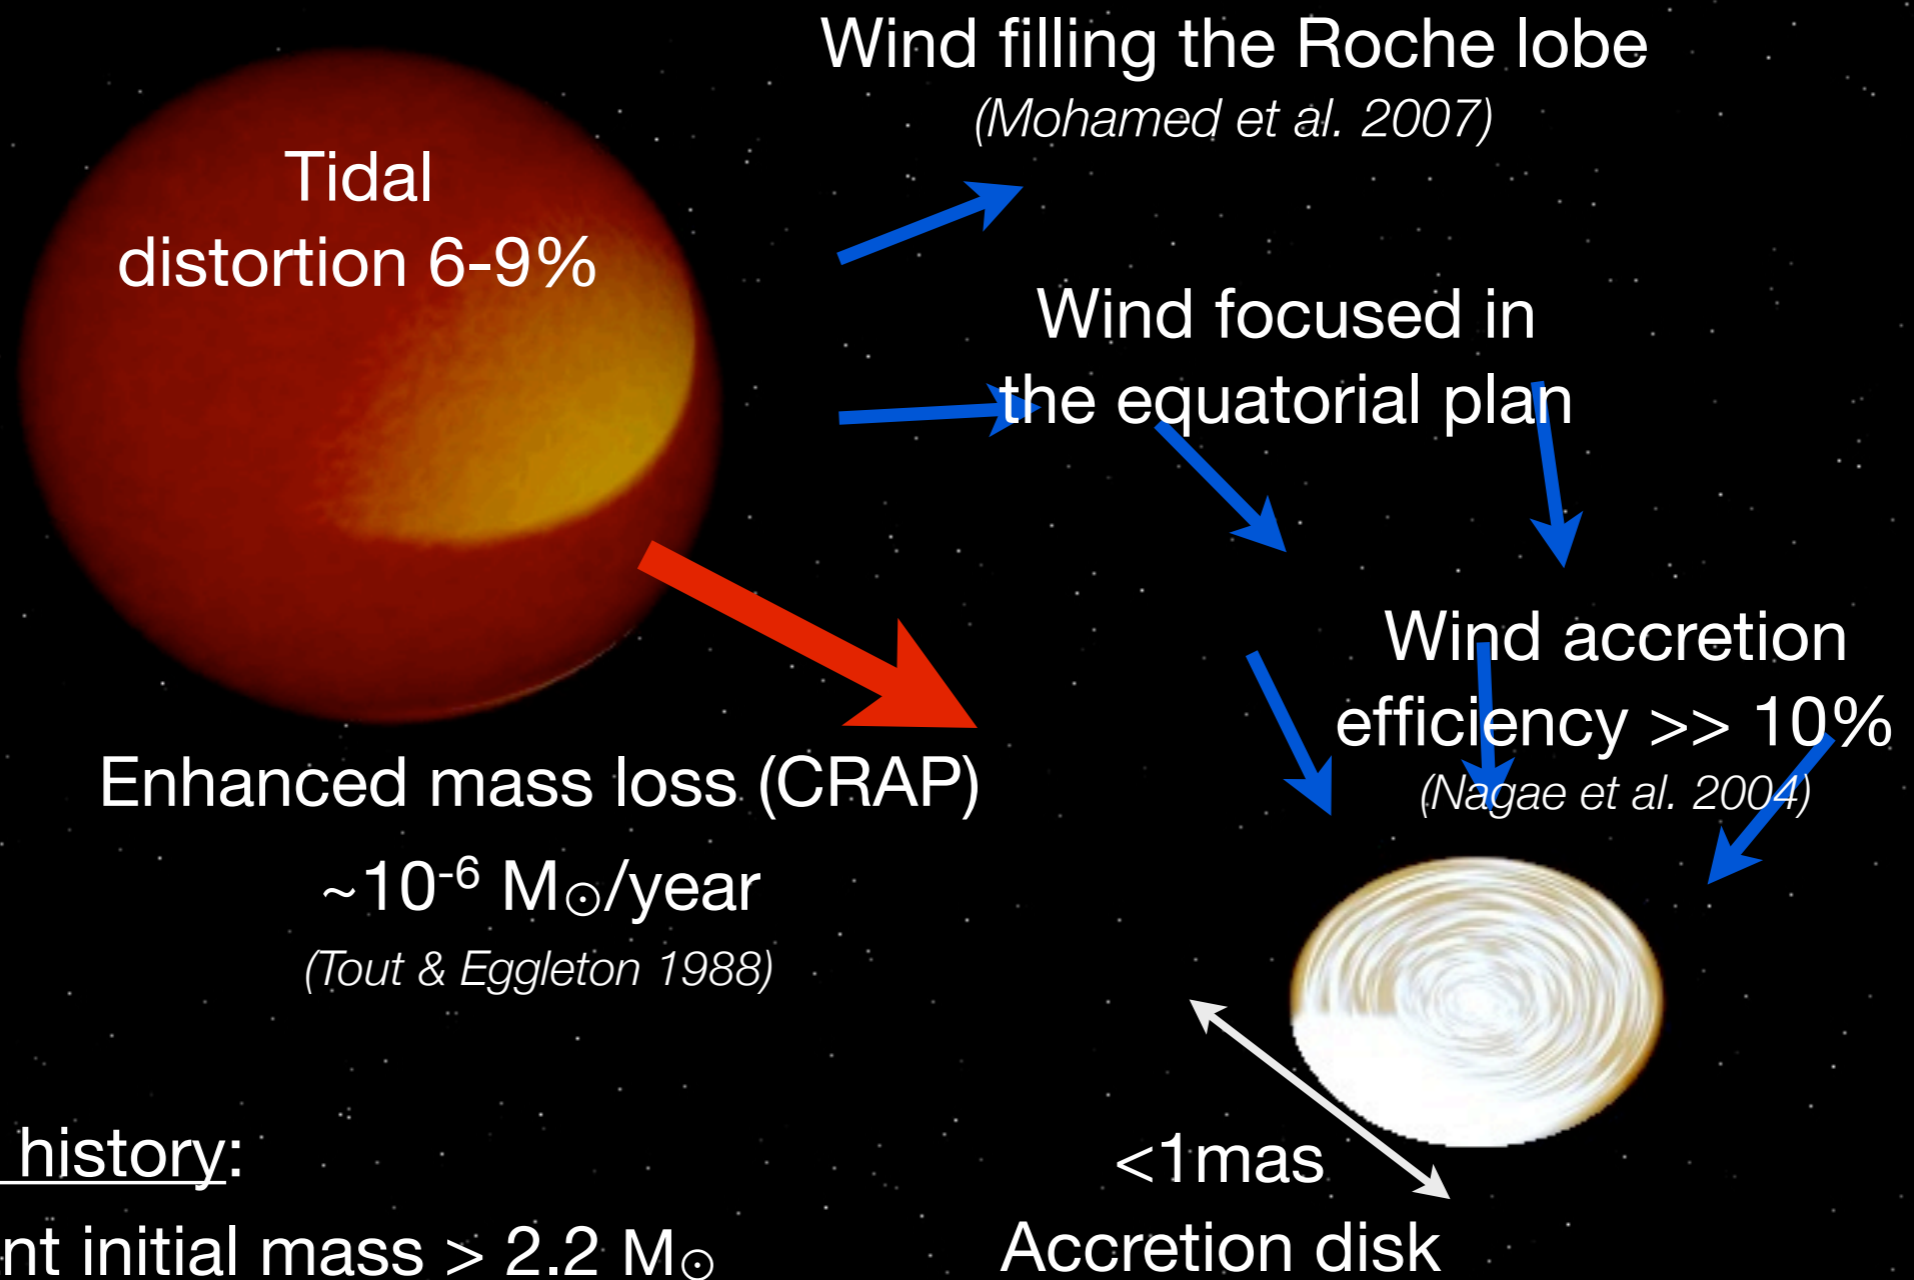 Wind filling the Roche lobe
(Mohamed et al. 2007)
Tidal
distortion 6-9%
Wind focused in
the equatorial plan
Wind accretion
efficiency >> 10%
(Nagae et al. 2004)
Enhanced mass loss (CRAP)
~10⁻⁶ M☉/year
(Tout & Eggleton 1988)
history:
nt initial mass > 2.2 M☉
<1mas
Accretion disk